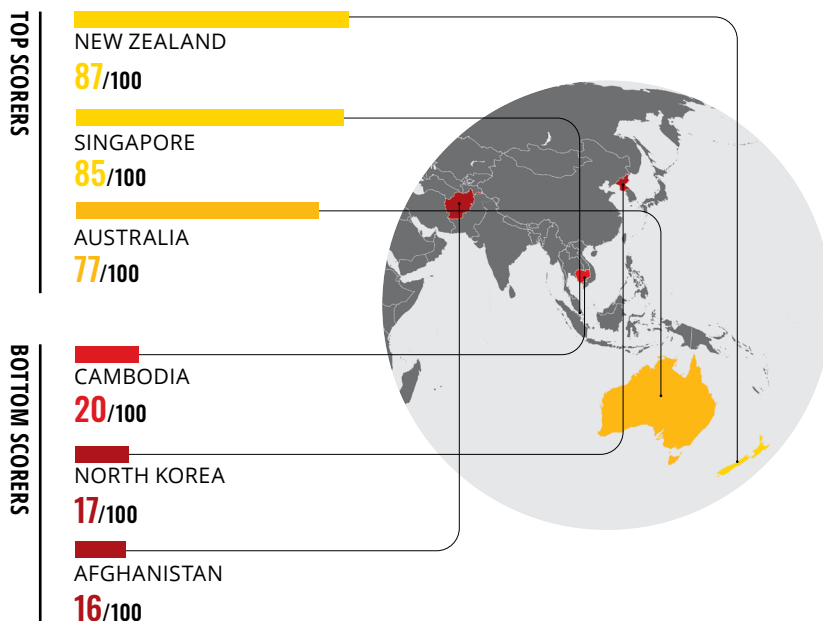 TOP SCORERS
NEW ZEALAND
87/100
SINGAPORE
85/100
AUSTRALIA
77/100
BOTTOM SCORERS
CAMBODIA
20/100
NORTH KOREA
17/100
AFGHANISTAN
16/100